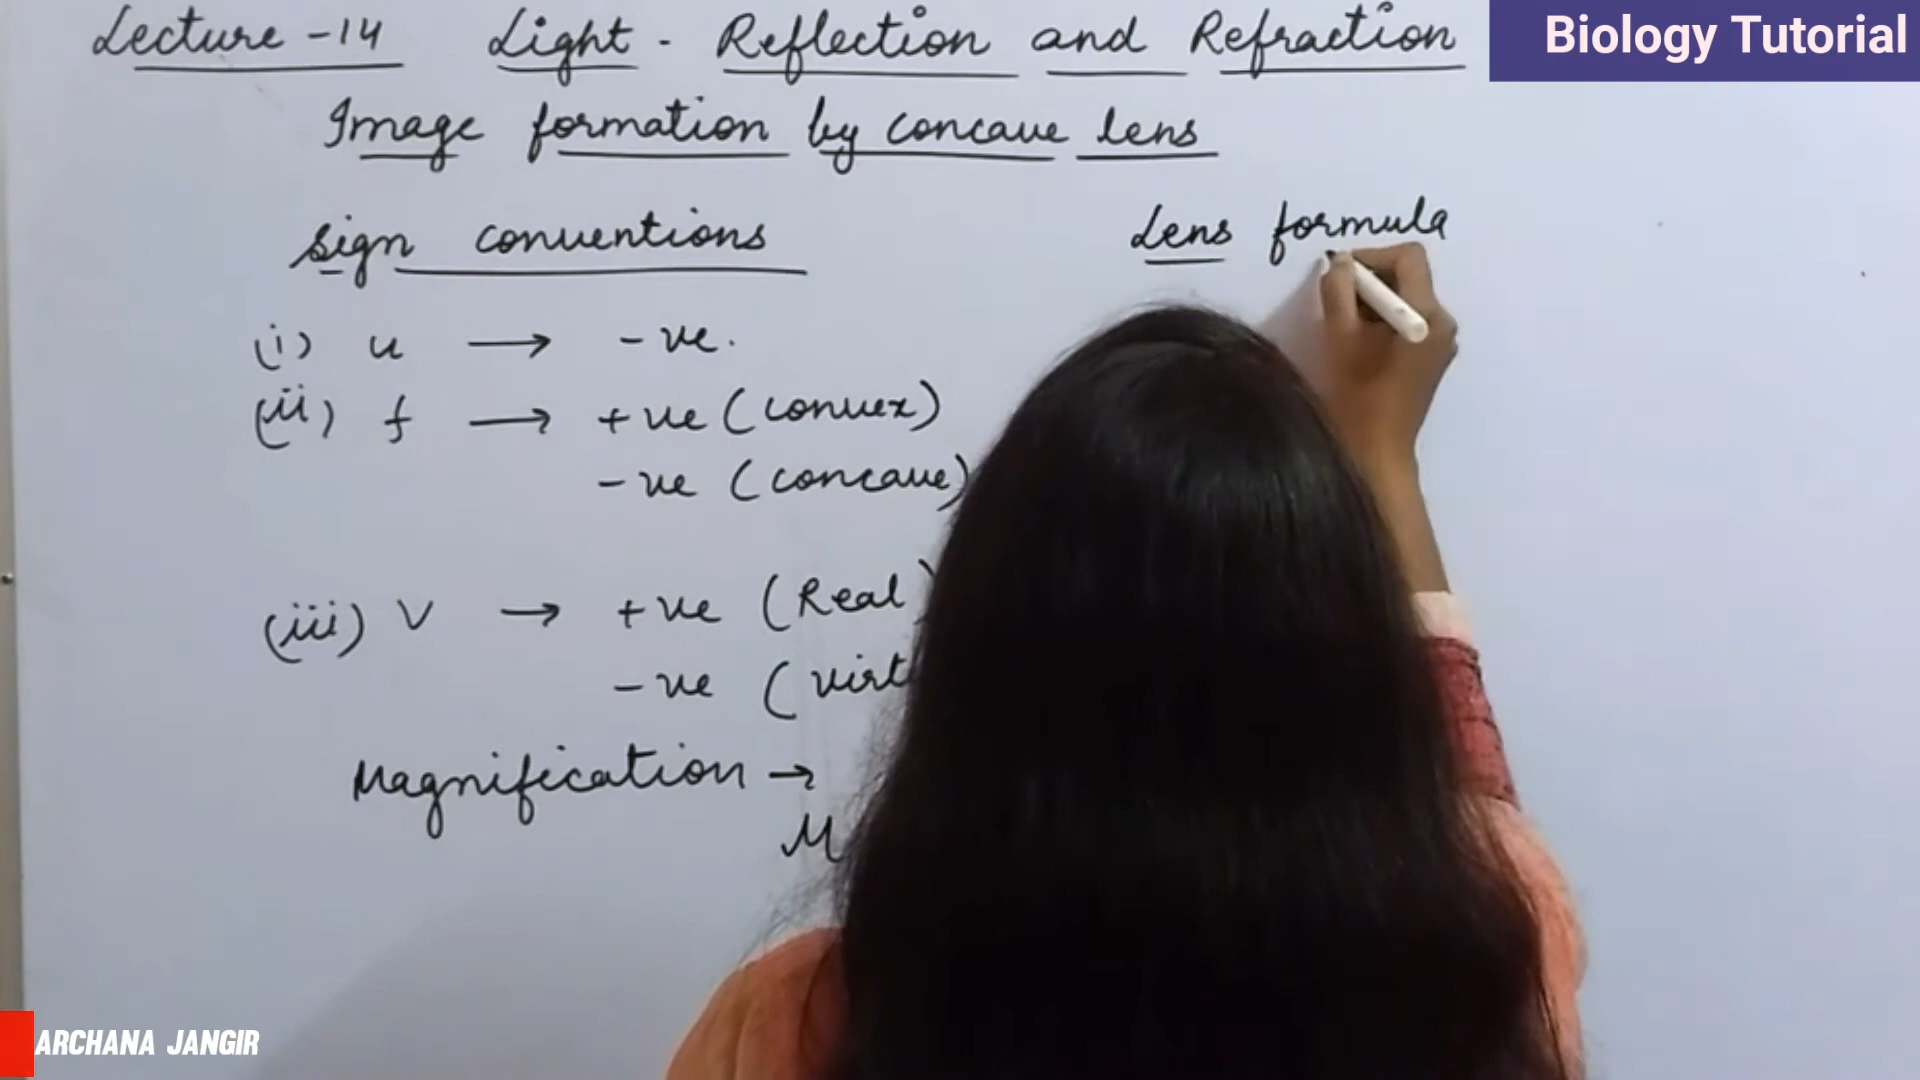 Lecture -14 Light - Reflection and Refraction
Biology Tutorial
Image formation by concave lens
sign conventions
(i) u → -ve.
(ii) f → +ve (convex)
-ve (concave)
(iii) V → +ve (Real)
-ve (
Magnification →
M
Lens formula
ARCHANA JANGIR